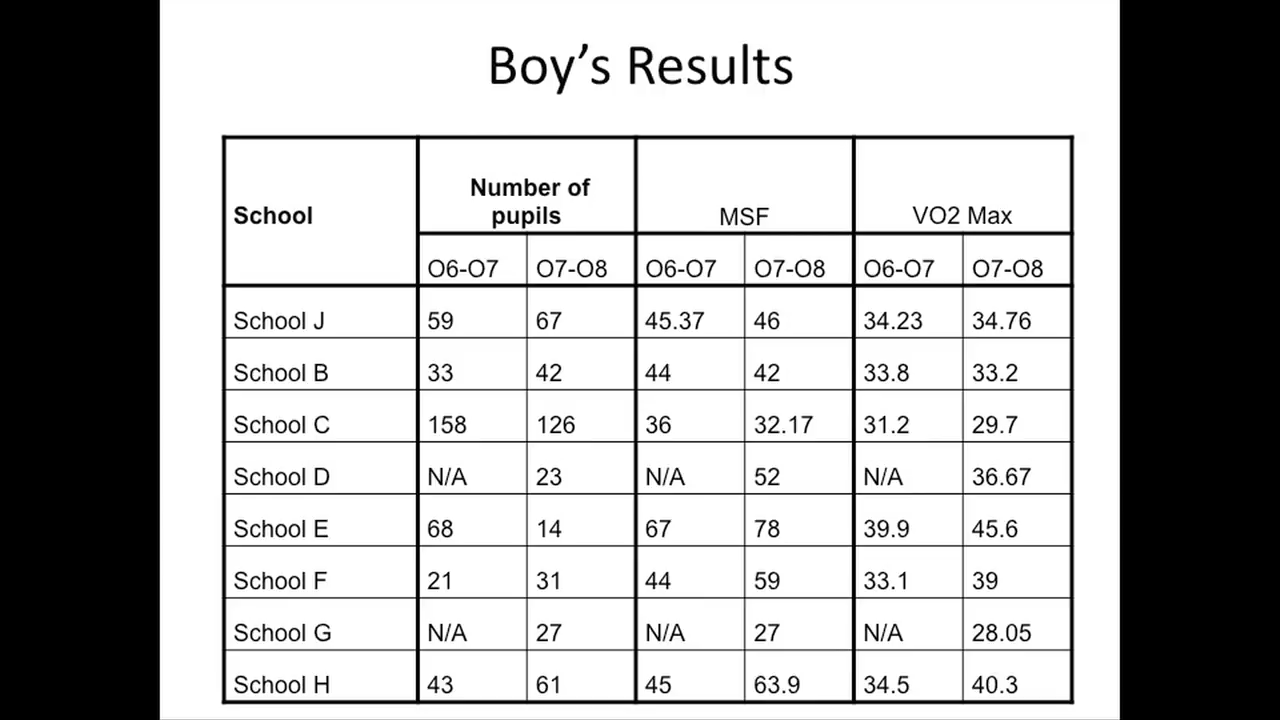 Boy’s Results
School Number of pupils MSF VO2 Max
O6-O7 O7-O8 O6-O7 O7-O8 O6-O7 O7-O8
School J 59 67 45.37 46 34.23 34.76
School B 33 42 44 42 33.8 33.2
School C 158 126 36 32.17 31.2 29.7
School D N/A 23 N/A 52 N/A 36.67
School E 68 14 67 78 39.9 45.6
School F 21 31 44 59 33.1 39
School G N/A 27 N/A 27 N/A 28.05
School H 43 61 45 63.9 34.5 40.3